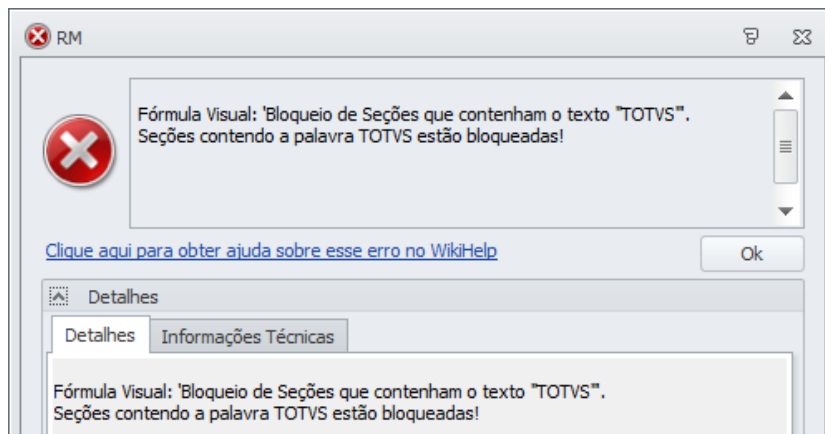 RM
Fórmula Visual: 'Bloqueio de Seções que contenham o texto "TOTVS"'.
Seções contendo a palavra TOTVS estão bloqueadas!
Clique aqui para obter ajuda sobre esse erro no WikiHelp
Ok
Detalhes
Detalhes Informações Técnicas
Fórmula Visual: 'Bloqueio de Seções que contenham o texto "TOTVS"'.
Seções contendo a palavra TOTVS estão bloqueadas!